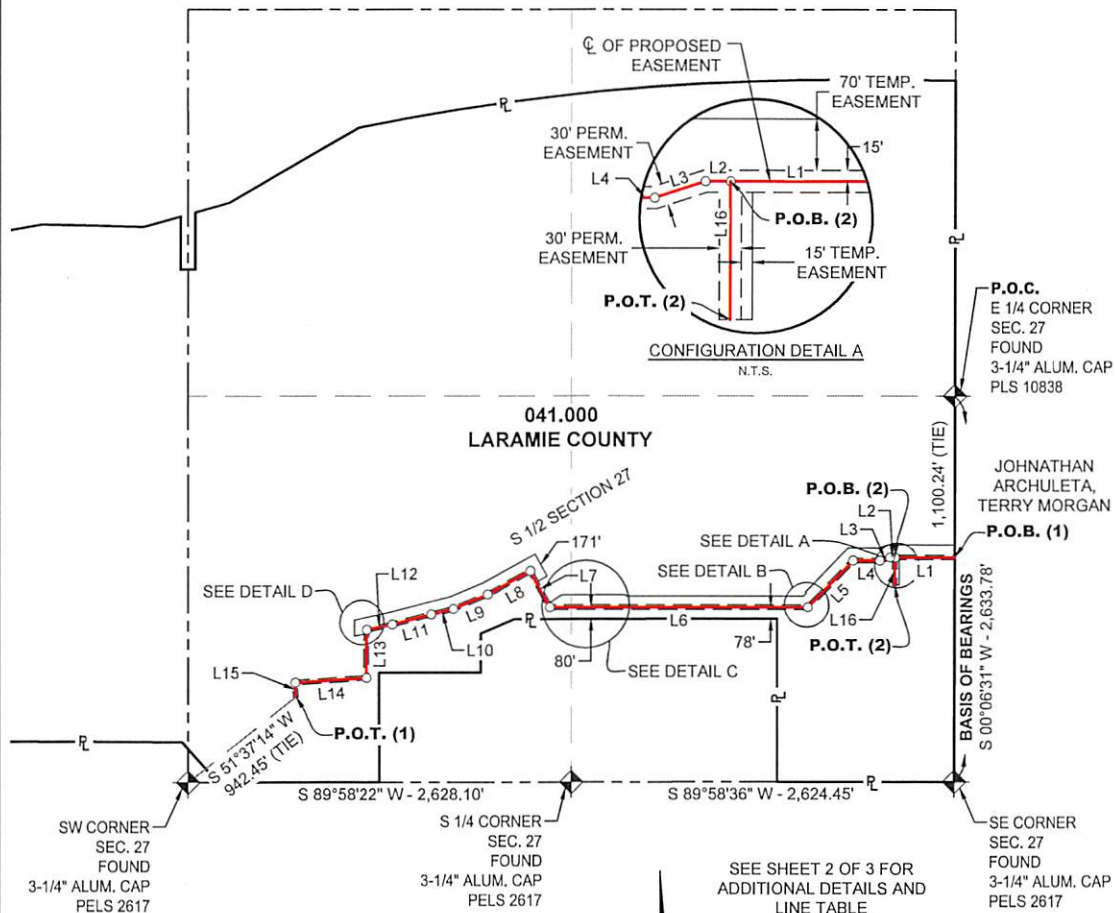 ℄ OF PROPOSED
EASEMENT
70' TEMP.
EASEMENT
30' PERM.
EASEMENT
15'
L4
L3
L2
L1
L16
P.O.B. (2)
30' PERM.
EASEMENT
15' TEMP.
EASEMENT
P.O.T. (2)
CONFIGURATION DETAIL A
N.T.S.
PL
PL
P.O.C.
E 1/4 CORNER
SEC. 27
FOUND
3-1/4" ALUM. CAP
PLS 10838
041.000
LARAMIE COUNTY
1,100.24' (TIE)
JOHNATHAN
ARCHULETA,
TERRY MORGAN
P.O.B. (1)
P.O.B. (2)
L2
L3
SEE DETAIL A
L4
L1
S 1/2 SECTION 27
171'
SEE DETAIL B
L5
L16
P.O.T. (2)
SEE DETAIL D
L12
L7
L8
L9
L11
L10
L6
PL
80'
78'
SEE DETAIL C
L13
L15
L14
P.O.T. (1)
PL
BASIS OF BEARINGS
S 00°06'31" W - 2,633.78'
PL
S 51°37'14" W
942.45' (TIE)
S 89°58'22" W - 2,628.10'
S 89°58'36" W - 2,624.45'
PL
SW CORNER
SEC. 27
FOUND
3-1/4" ALUM. CAP
PELS 2617
S 1/4 CORNER
SEC. 27
FOUND
3-1/4" ALUM. CAP
PELS 2617
SEE SHEET 2 OF 3 FOR
ADDITIONAL DETAILS AND
LINE TABLE
SE CORNER
SEC. 27
FOUND
3-1/4" ALUM. CAP
PELS 2617